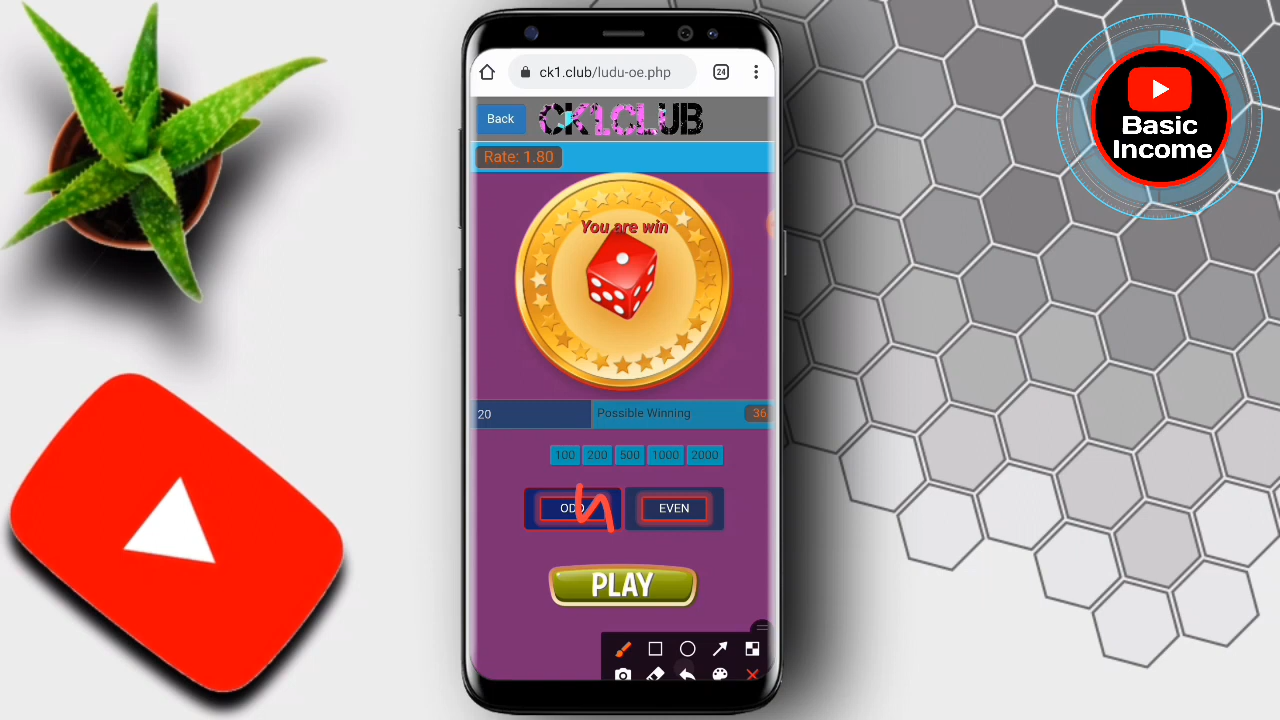 ck1.club/ludu-oe.php
24
Back
CK1CLUB
Rate: 1.80
You are win
20
Possible Winning
36
100
200
500
1000
2000
ODD
EVEN
PLAY
Basic
Income